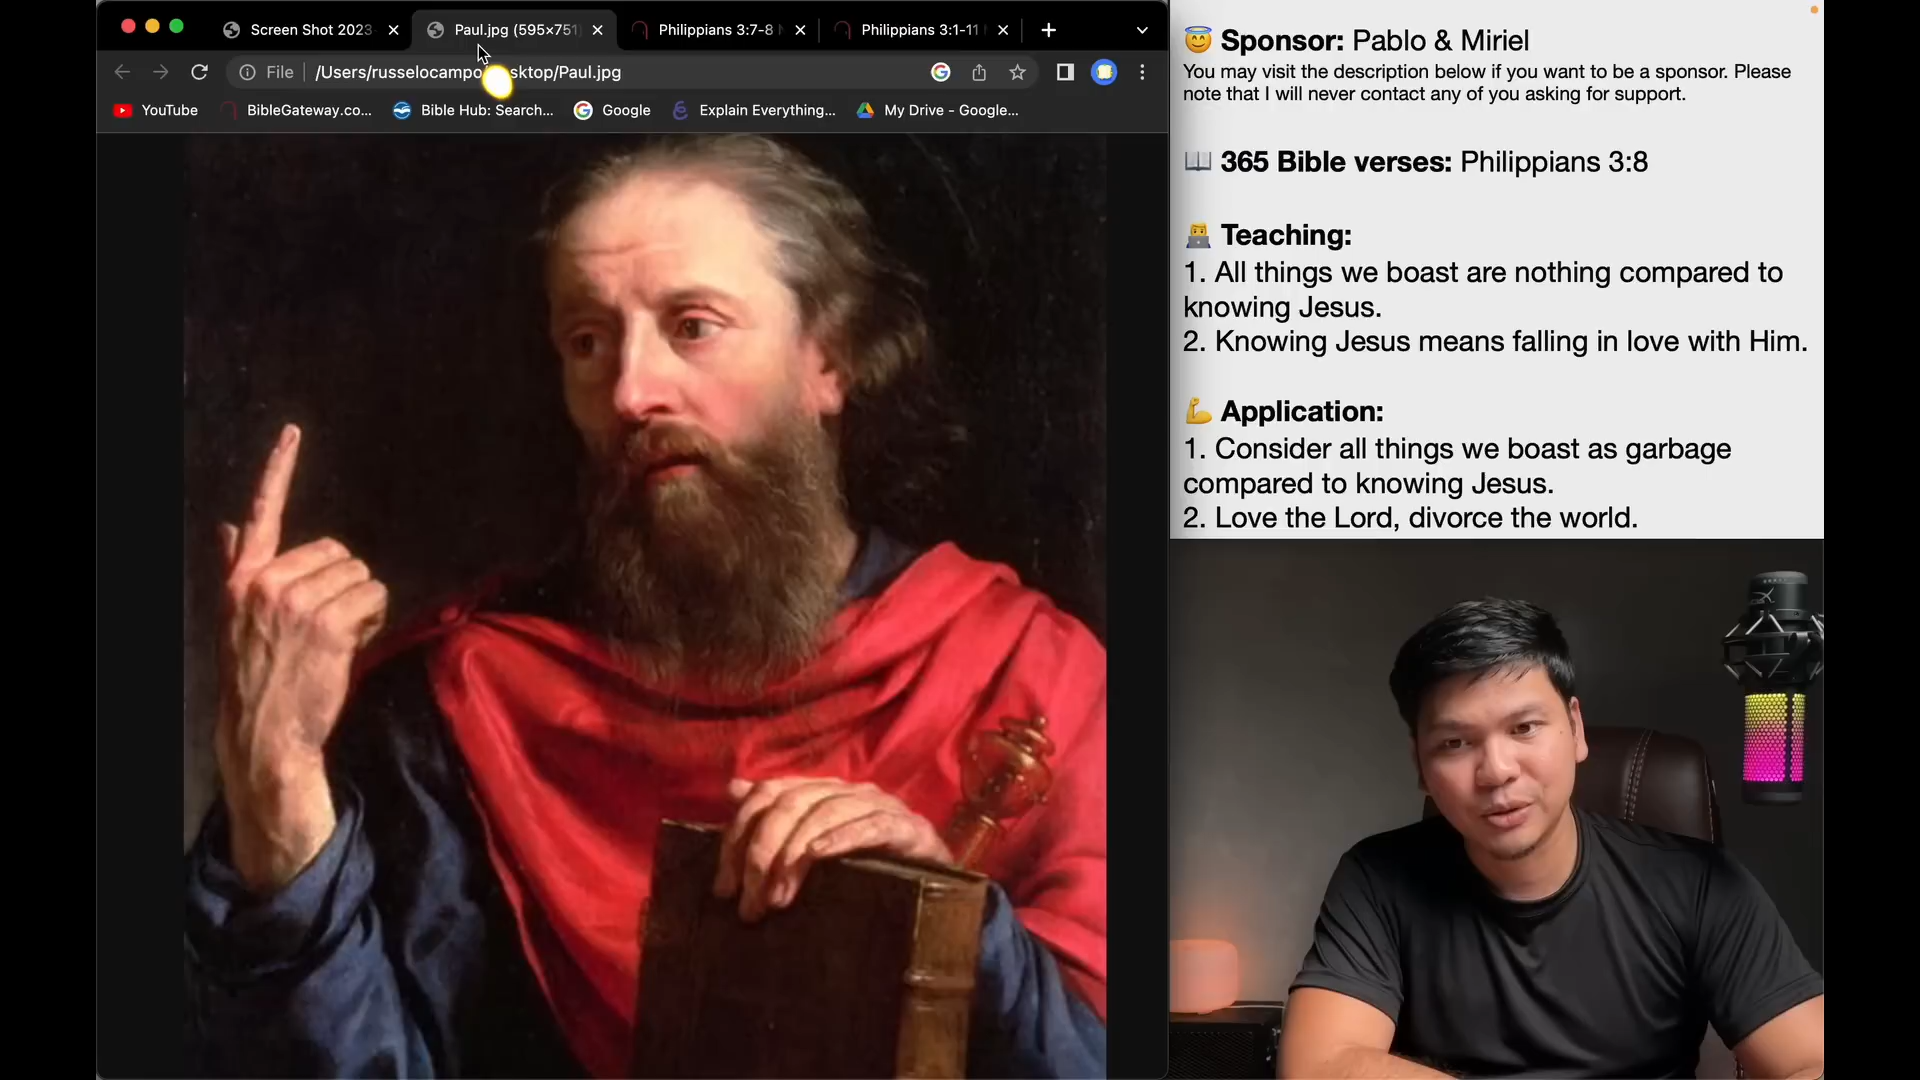 Screen Shot 2023
Paul.jpg (595×751)
Philippians 3:7-8
Philippians 3:1-11
File
/Users/russelocampo/Desktop/Paul.jpg
YouTube
BibleGateway.co...
Bible Hub: Search...
Google
Explain Everything...
My Drive - Google...
😇 Sponsor: Pablo & Miriel
You may visit the description below if you want to be a sponsor. Please
note that I will never contact any of you asking for support.
📖 365 Bible verses: Philippians 3:8
👨‍💻 Teaching:
1. All things we boast are nothing compared to
knowing Jesus.
2. Knowing Jesus means falling in love with Him.
💪 Application:
1. Consider all things we boast as garbage
compared to knowing Jesus.
2. Love the Lord, divorce the world.